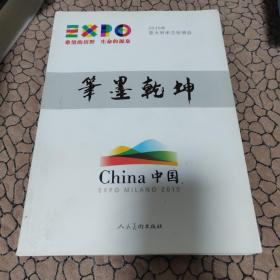 EXPO
希望的田野 生命的源泉
2015年
意大利米兰世博会
筆墨乾坤
China 中国
EXPO MILANO 2015
人民美术出版社